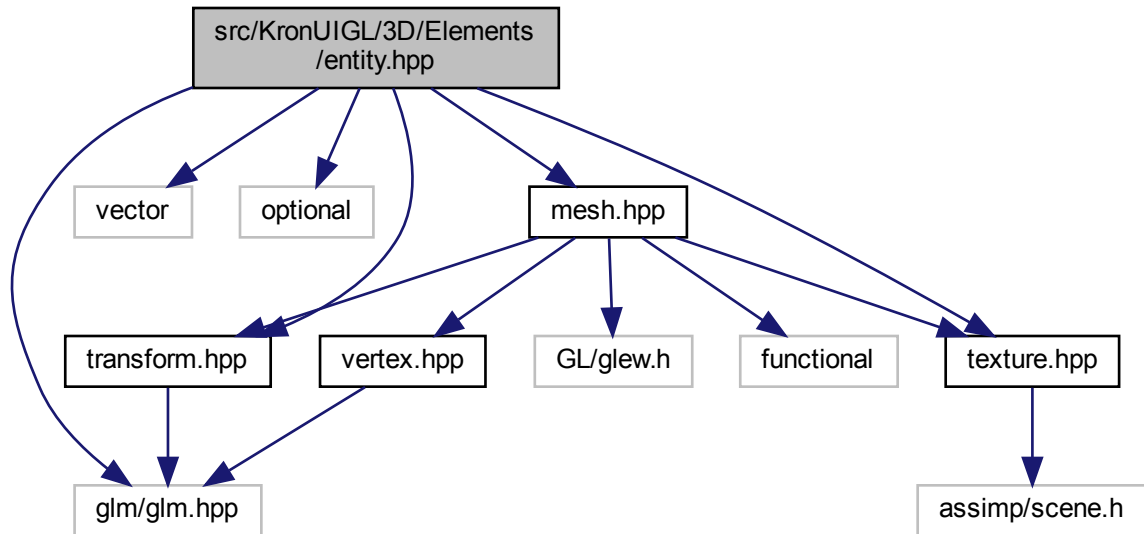 src/KronUIGL/3D/Elements
/entity.hpp
vector
optional
mesh.hpp
transform.hpp
vertex.hpp
GL/glew.h
functional
texture.hpp
glm/glm.hpp
assimp/scene.h